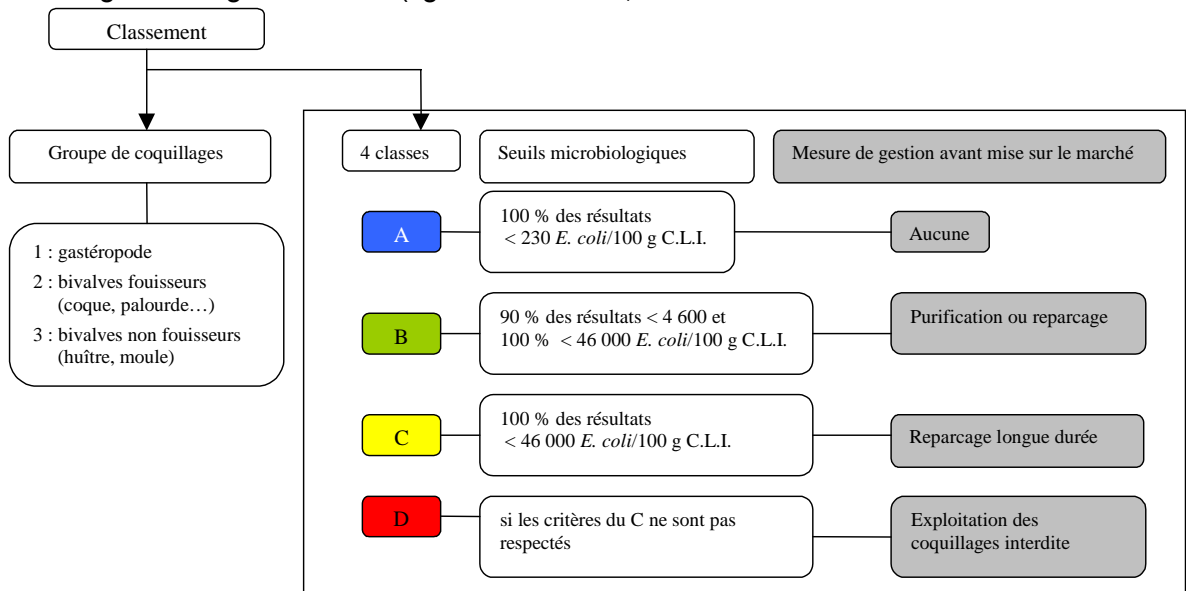 Classement
Groupe de coquillages
1 : gastéropode
2 : bivalves fouisseurs
(coque, palourde…)
3 : bivalves non fouisseurs
(huître, moule)
4 classes
Seuils microbiologiques
Mesure de gestion avant mise sur le marché
A
100 % des résultats
< 230 E. coli/100 g C.L.I.
Aucune
B
90 % des résultats < 4 600 et
100 % < 46 000 E. coli/100 g C.L.I.
Purification ou reparcage
C
100 % des résultats
< 46 000 E. coli/100 g C.L.I.
Reparcage longue durée
D
si les critères du C ne sont pas
respectés
Exploitation des
coquillages interdite